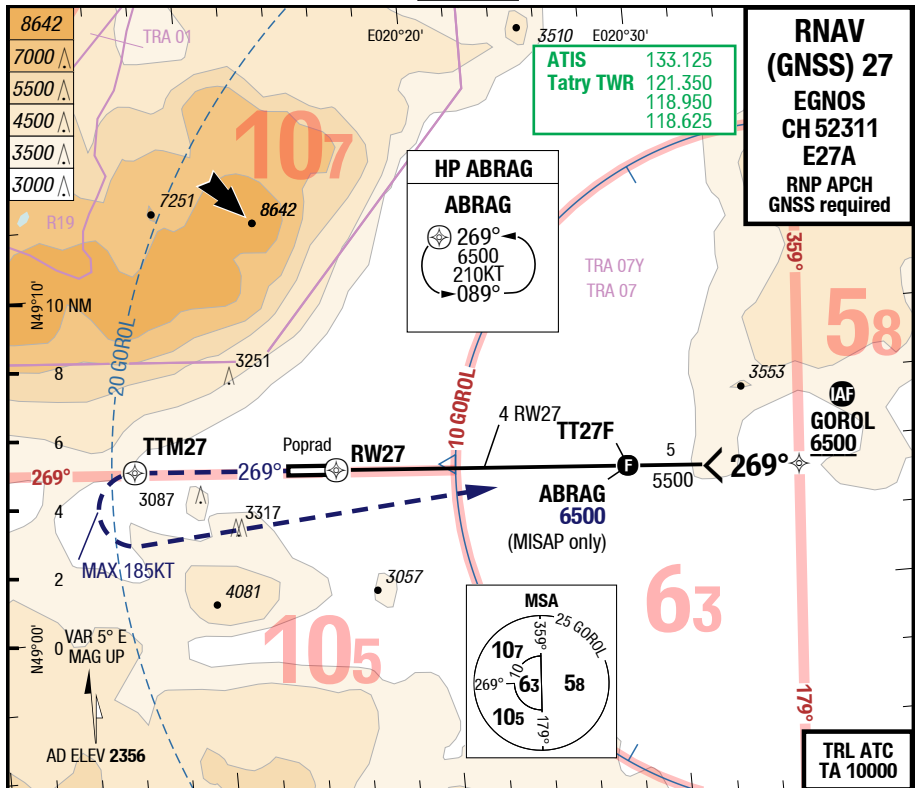 8642
7000
5500
4500
3500
3000
TRA 01
E020°20'
3510
E020°30'
ATIS 133.125
Tatry TWR 121.350
118.950
118.625
RNAV
(GNSS) 27
EGNOS
CH 52311
E27A
RNP APCH
GNSS required
107
7251
8642
R19
HP ABRAG
ABRAG
269°
6500
210KT
089°
TRA 07Y
TRA 07
359°
58
N49°10'
10 NM
20 GOROL
3251
8
3553
IAF
GOROL
6500
10 GOROL
4 RW27
TT27F
6
TTM27
Poprad
RW27
F
5
269°
269°
269°
5500
3087
ABRAG
6500
(MISAP only)
4
3317
MAX 185KT
2
4081
3057
63
MSA
359°
25 GOROL
107
10
269°
63
58
105
179°
105
N49°00'
0
VAR 5° E
MAG UP
179°
AD ELEV 2356
TRL ATC
TA 10000